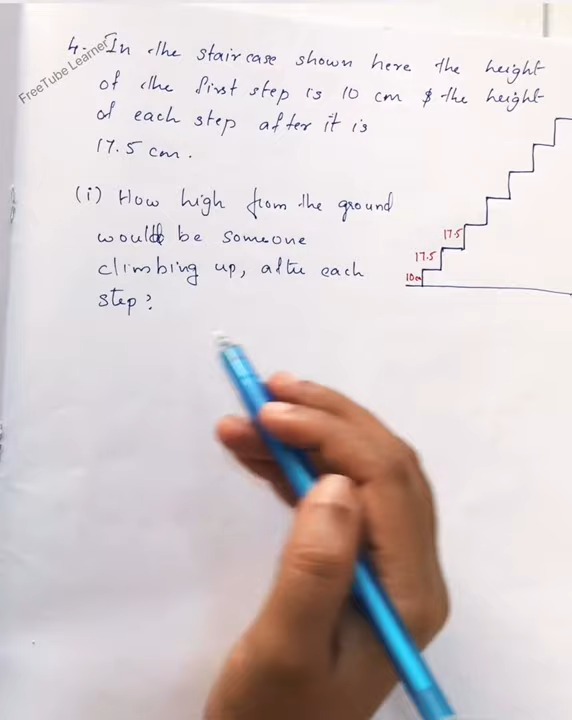 FreeTube Learner
4. In the staircase shown here the height
of the first step is 10 cm & the height
of each step after it is
17.5 cm.
(i) How high from the ground
would be someone
climbing up, after each
step?
17.5
17.5
10cm